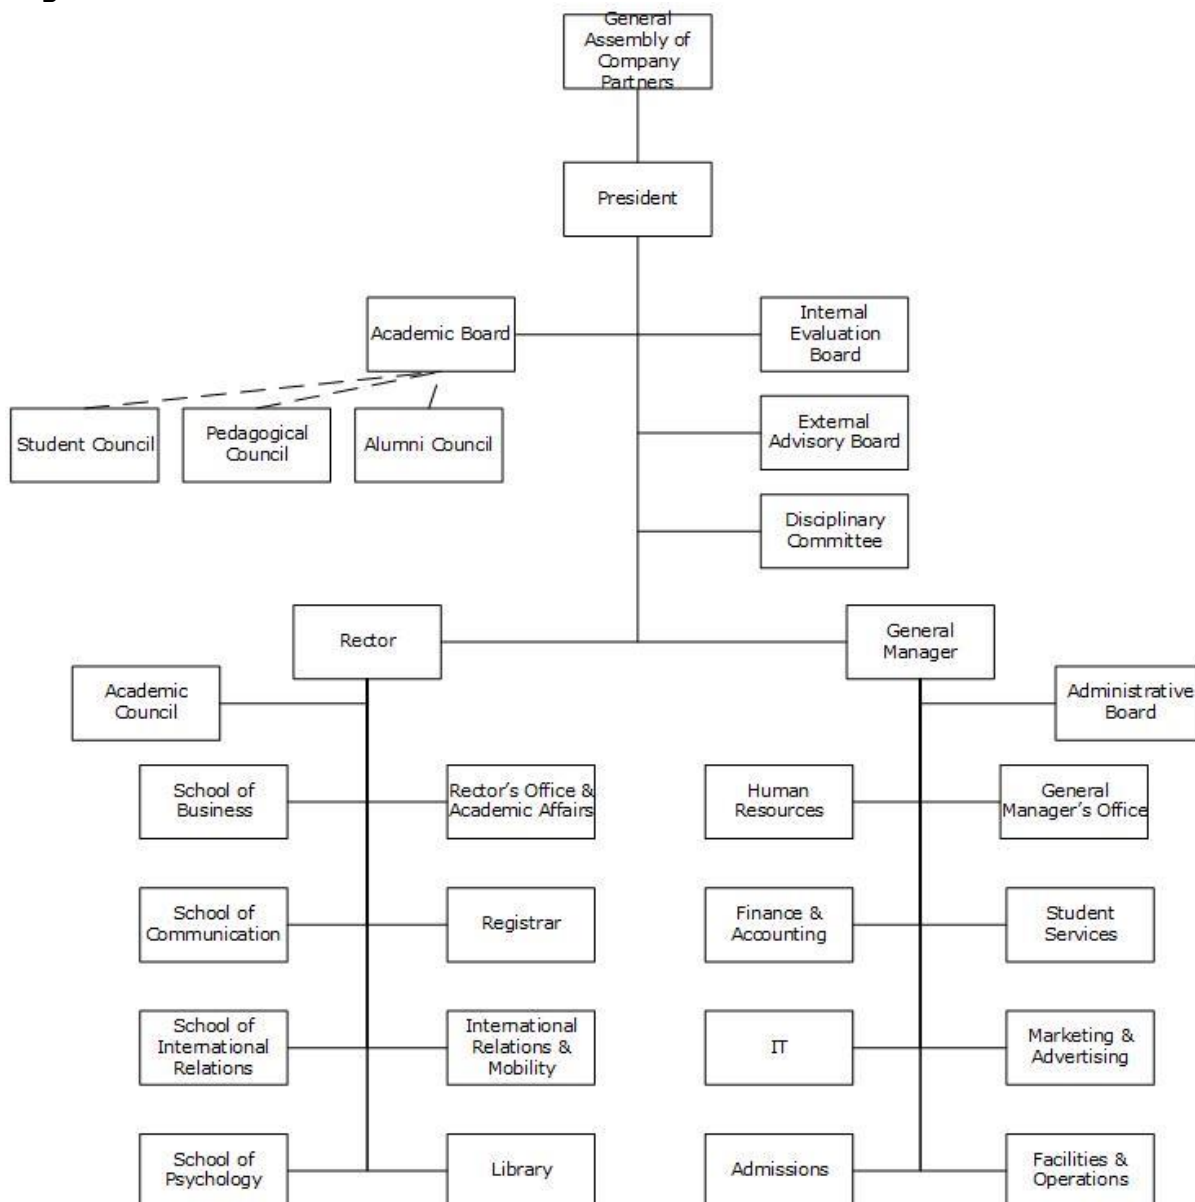 General
Assembly of
Company
Partners
President
Academic Board
Internal
Evaluation
Board
Student Council
Pedagogical
Council
Alumni Council
External
Advisory Board
Disciplinary
Committee
Rector
General
Manager
Academic
Council
Administrative
Board
School of
Business
Rector's Office &
Academic Affairs
Human
Resources
General
Manager's Office
School of
Communication
Registrar
Finance &
Accounting
Student
Services
School of
International
Relations
International
Relations &
Mobility
IT
Marketing &
Advertising
School of
Psychology
Library
Admissions
Facilities &
Operations